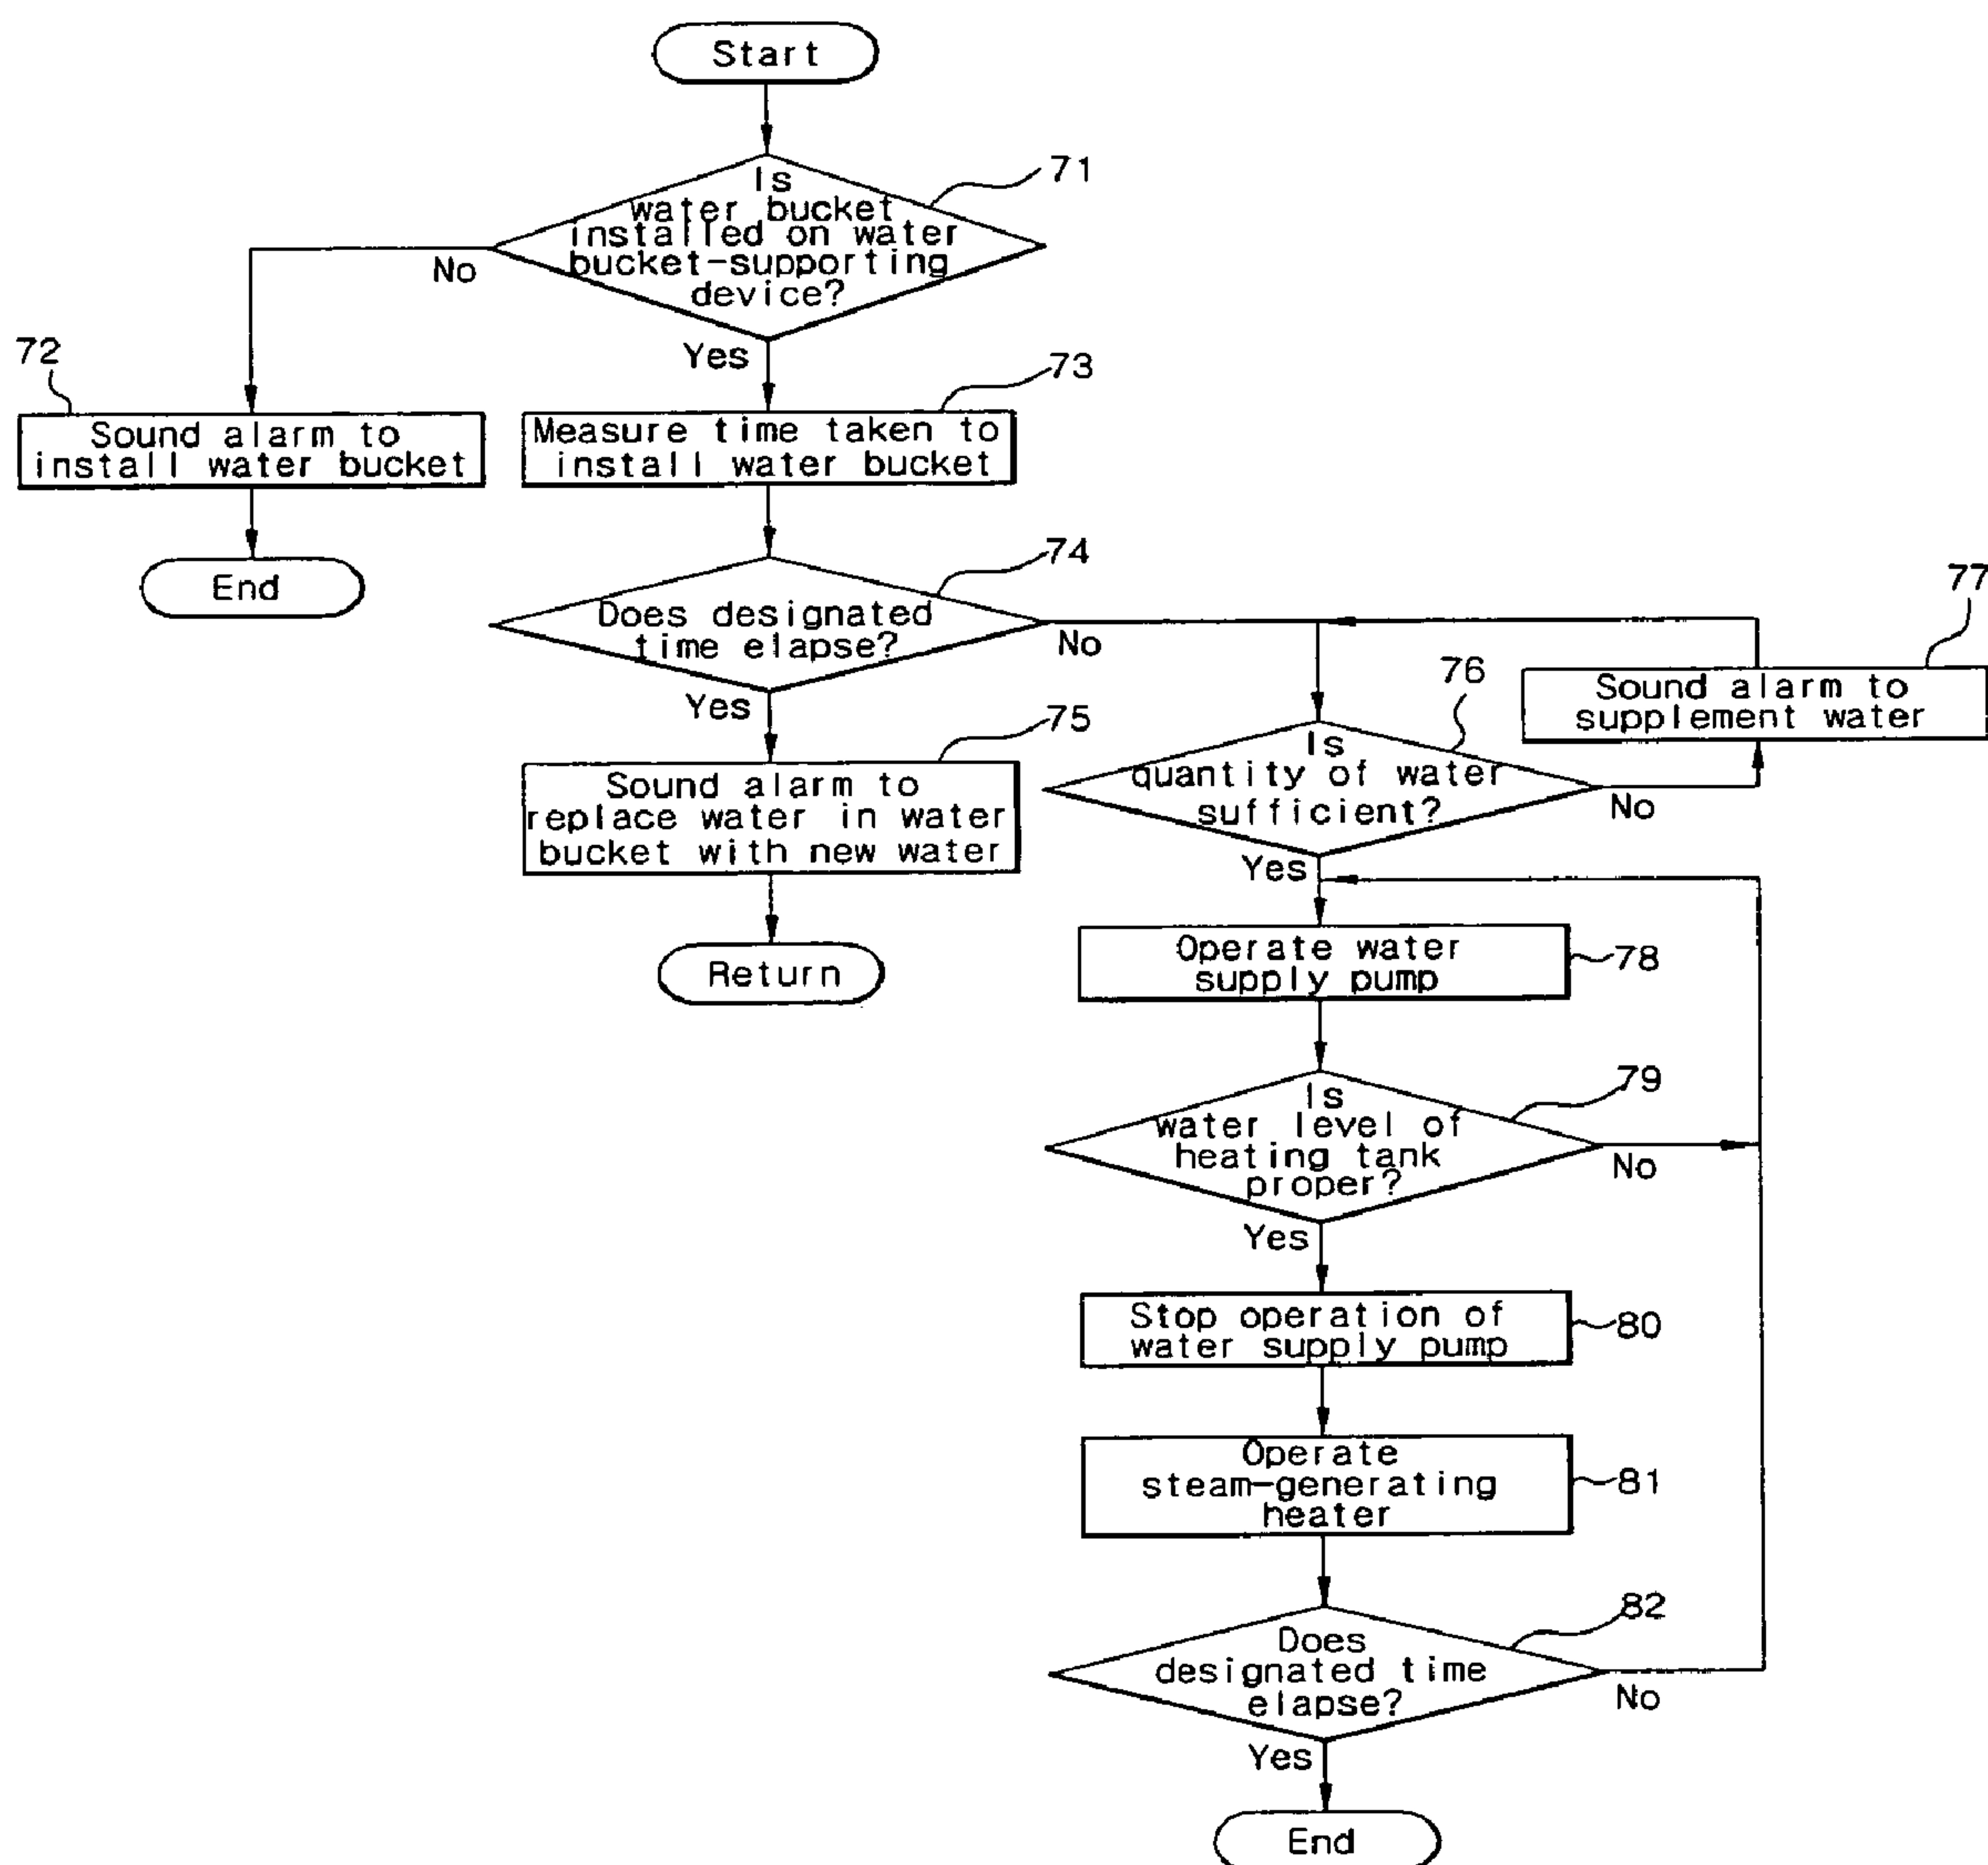 Start
Is
water bucket
installed on water
bucket-supporting
device?
71
No
Yes
72
Sound alarm to
install water bucket
End
73
Measure time taken to
install water bucket
74
Does designated
time elapse?
No
Yes
75
Sound alarm to
replace water in water
bucket with new water
Return
76
Is
quantity of water
sufficient?
No
Yes
77
Sound alarm to
supplement water
Operate water
supply pump
78
79
Is
water level of
heating tank
proper?
No
Yes
Stop operation of
water supply pump
80
Operate
steam-generating
heater
81
82
Does
designated time
elapse?
No
Yes
End